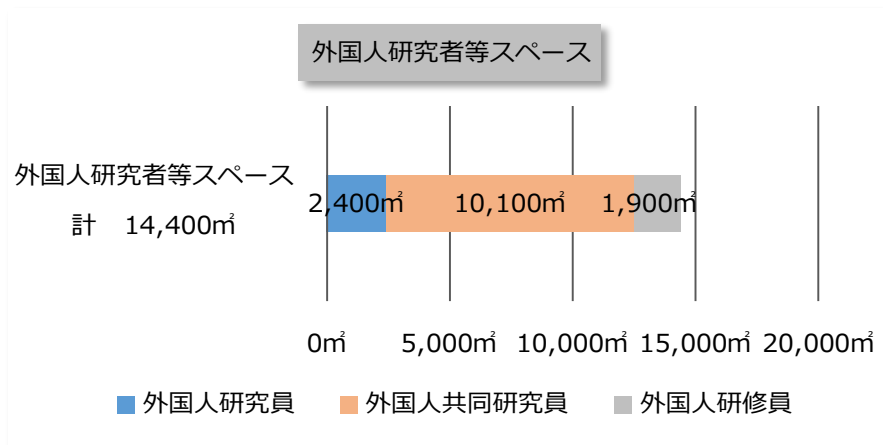 外国人研究者等スペース
外国人研究者等スペース
計　14,400㎡
2,400㎡ 10,100㎡ 1,900㎡
0㎡ 5,000㎡ 10,000㎡ 15,000㎡ 20,000㎡
外国人研究員 外国人共同研究員 外国人研修員